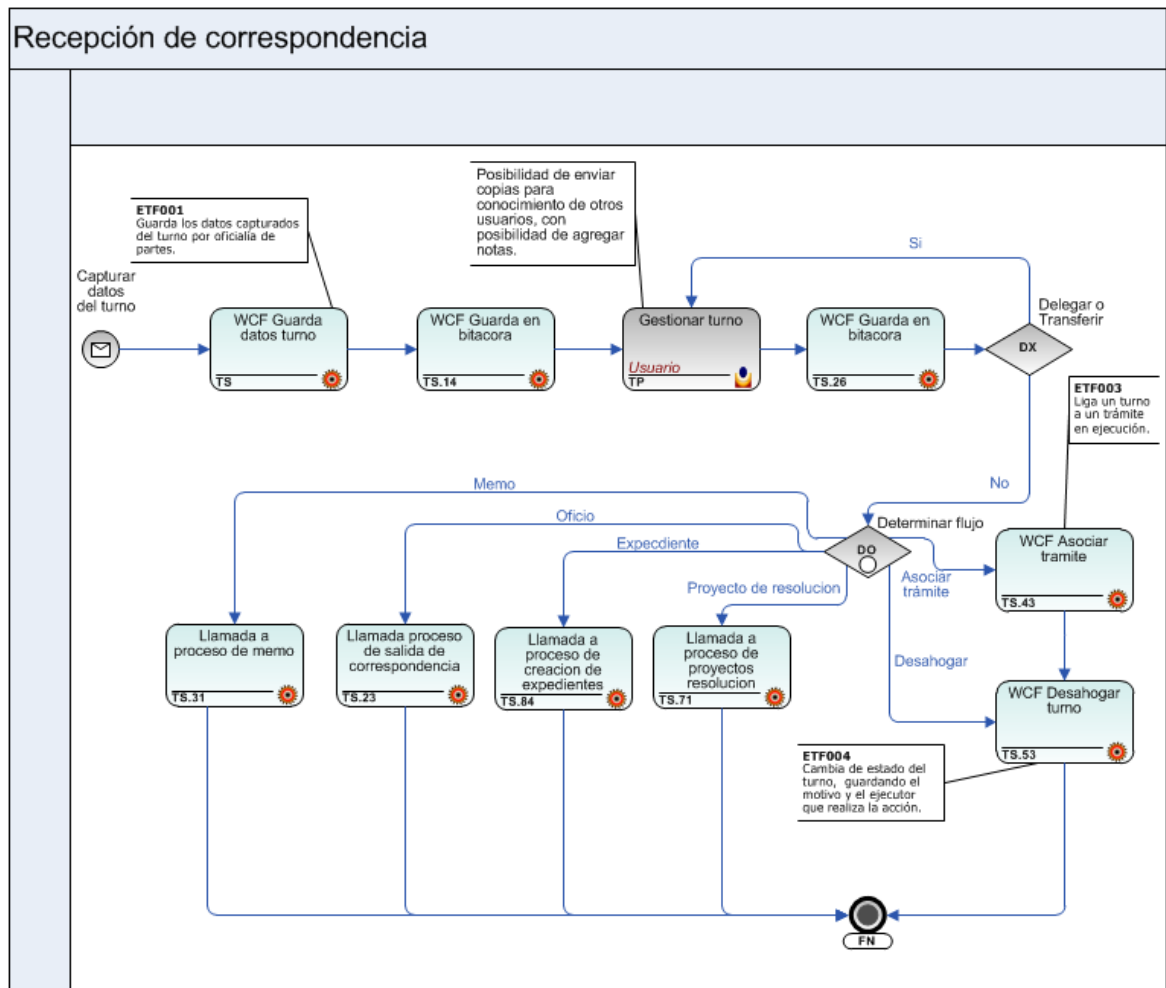 Recepción de correspondencia
ETF001
Guarda los datos capturados
del turno por oficialía de
partes.
Posibilidad de enviar
copias para
conocimiento de otros
usuarios, con
posibilidad de agregar
notas.
Si
Capturar
datos
del turno
WCF Guarda
datos turno
TS
WCF Guarda en
bitacora
TS.14
Gestionar turno
Usuario
TP
WCF Guarda en
bitacora
TS.26
Delegar o
Transferir
DX
ETF003
Liga un turno
a un trámite
en ejecución.
No
Memo
Oficio
Expecdiente
Proyecto de resolucion
Determinar flujo
DO
Asociar
trámite
Desahogar
WCF Asociar
tramite
TS.43
Llamada a
proceso de memo
TS.31
Llamada proceso
de salida de
correspondencia
TS.23
Llamada a
proceso de
creacion de
expedientes
TS.84
Llamada a
proceso de
proyectos
resolucion
TS.71
WCF Desahogar
turno
TS.53
ETF004
Cambia de estado del
turno, guardando el
motivo y el ejecutor
que realiza la acción.
FN